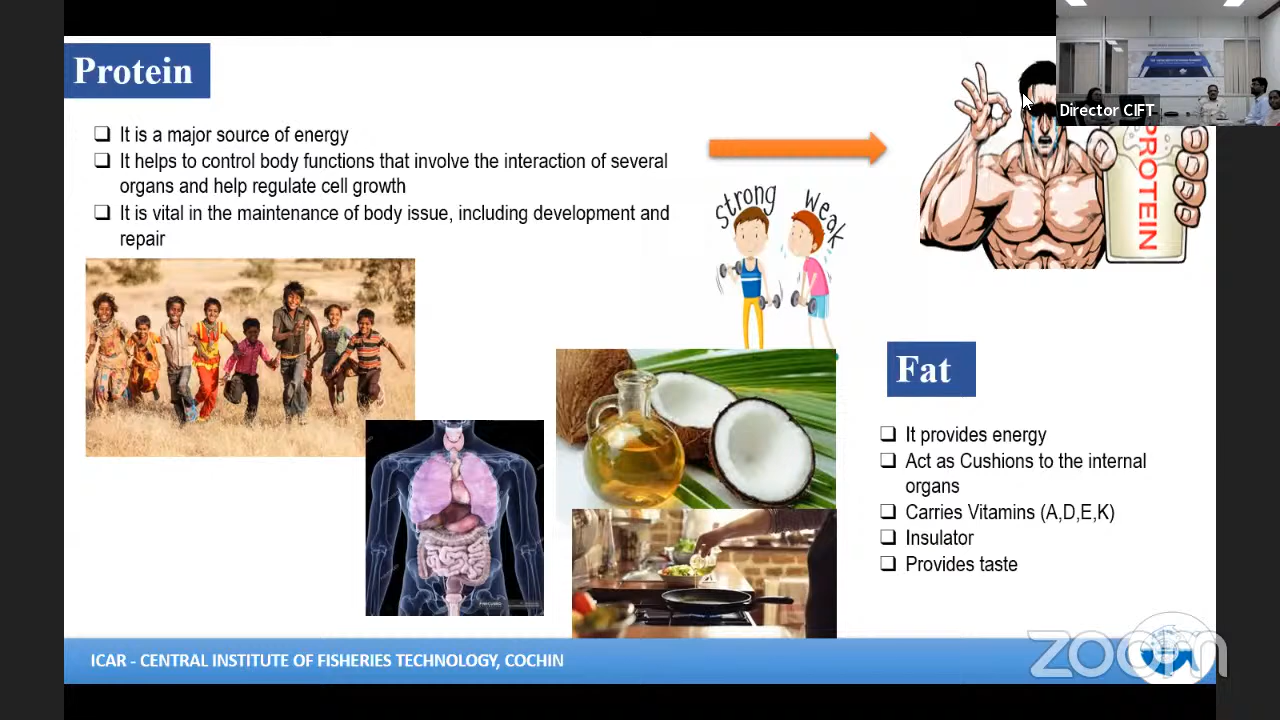 Protein
❑ It is a major source of energy
❑ It helps to control body functions that involve the interaction of several
organs and help regulate cell growth
❑ It is vital in the maintenance of body issue, including development and
repair
Director CIFT
PROTEIN
Strong
Weak
Fat
❑ It provides energy
❑ Act as Cushions to the internal
organs
❑ Carries Vitamins (A,D,E,K)
❑ Insulator
❑ Provides taste
ICAR - CENTRAL INSTITUTE OF FISHERIES TECHNOLOGY, COCHIN
zoom